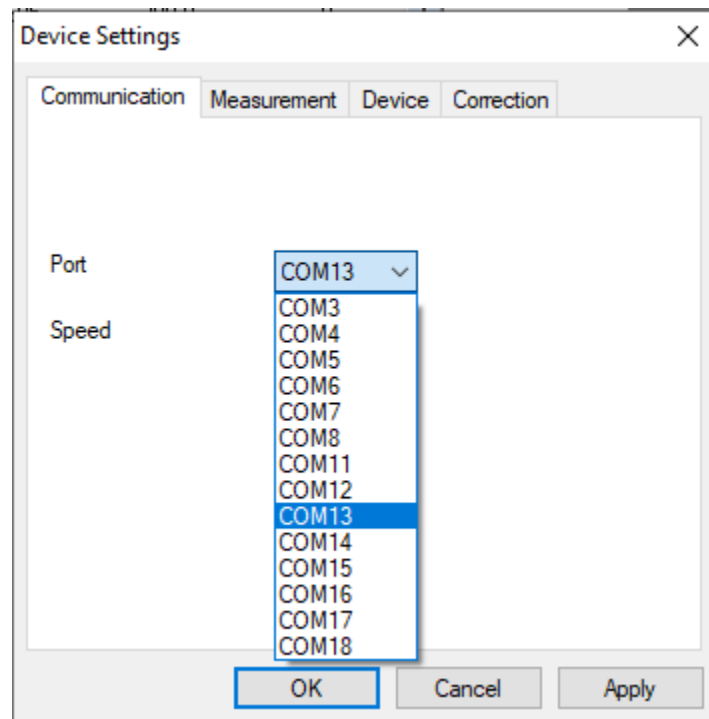 Device Settings
Communication Measurement Device Correction
Port COM13
COM3
COM4
Speed
COM5
COM6
COM7
COM8
COM11
COM12
COM13
COM14
COM15
COM16
COM17
COM18
OK Cancel Apply